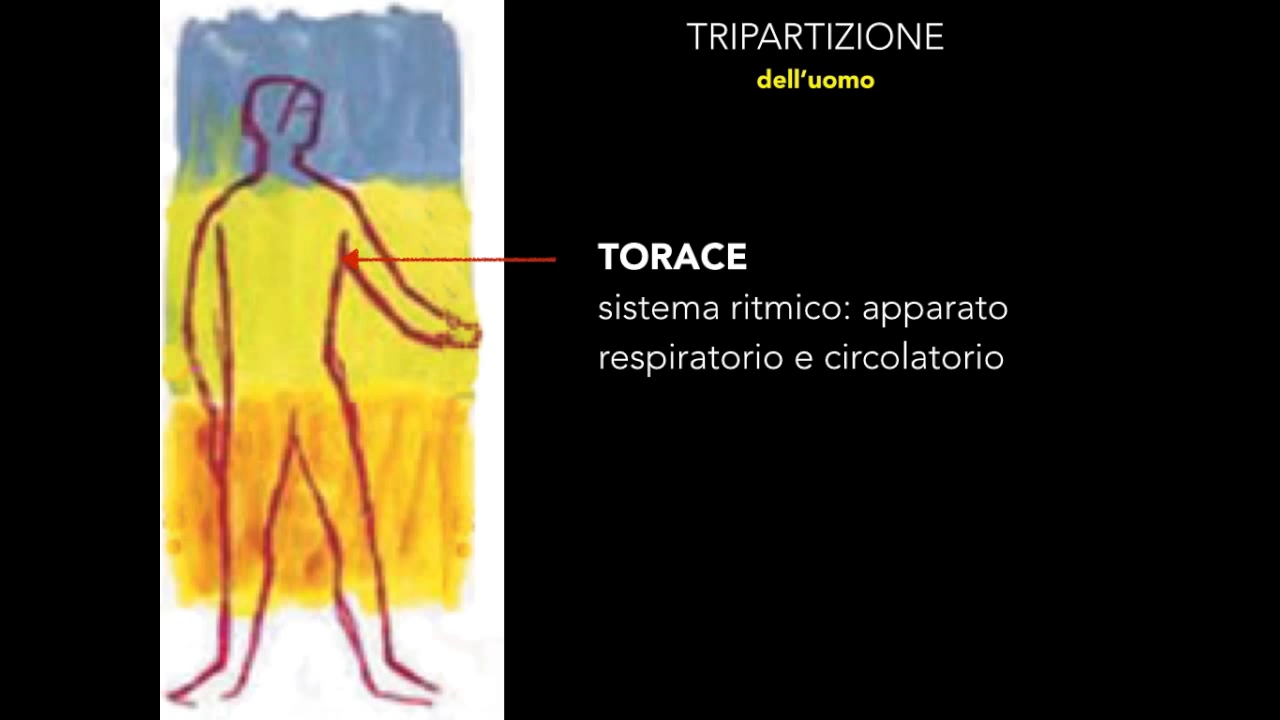 TRIPARTIZIONE
dell'uomo
TORACE
sistema ritmico: apparato
respiratorio e circolatorio